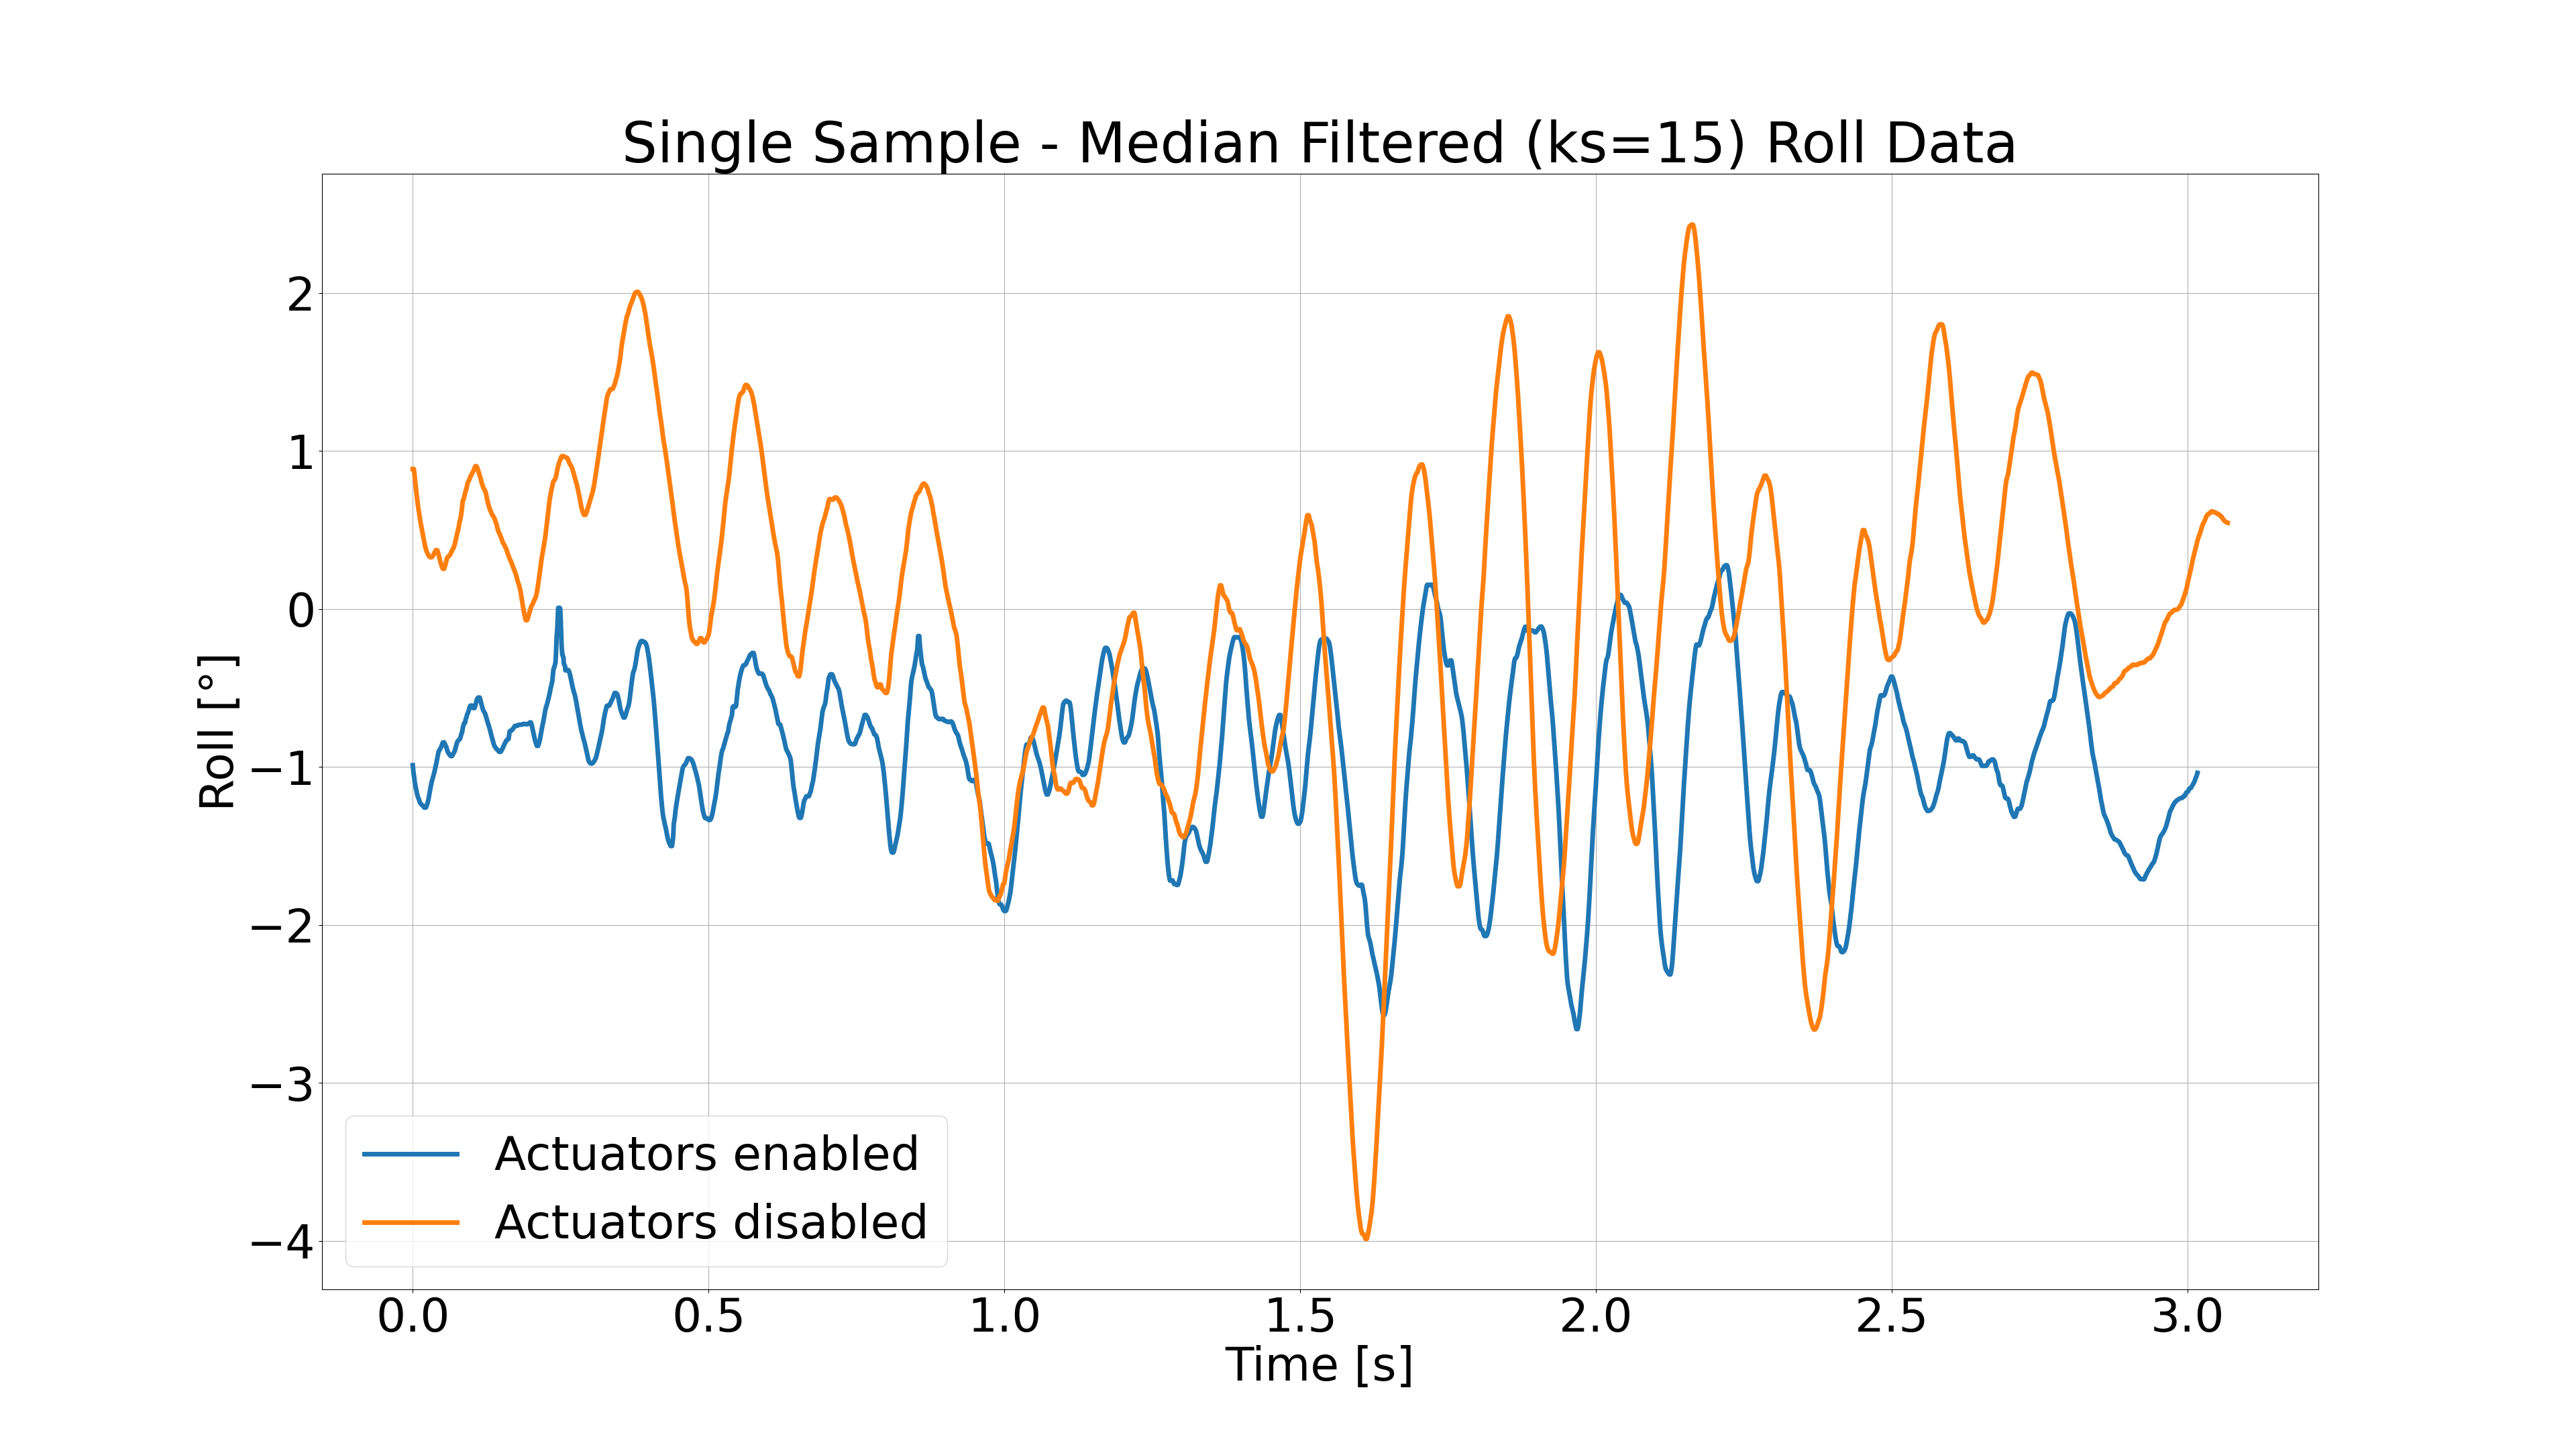 Single Sample - Median Filtered (ks=15) Roll Data
Roll [°]
2
1
0
−1
−2
−3
−4
Actuators enabled
Actuators disabled
0.0 0.5 1.0 1.5 2.0 2.5 3.0
Time [s]